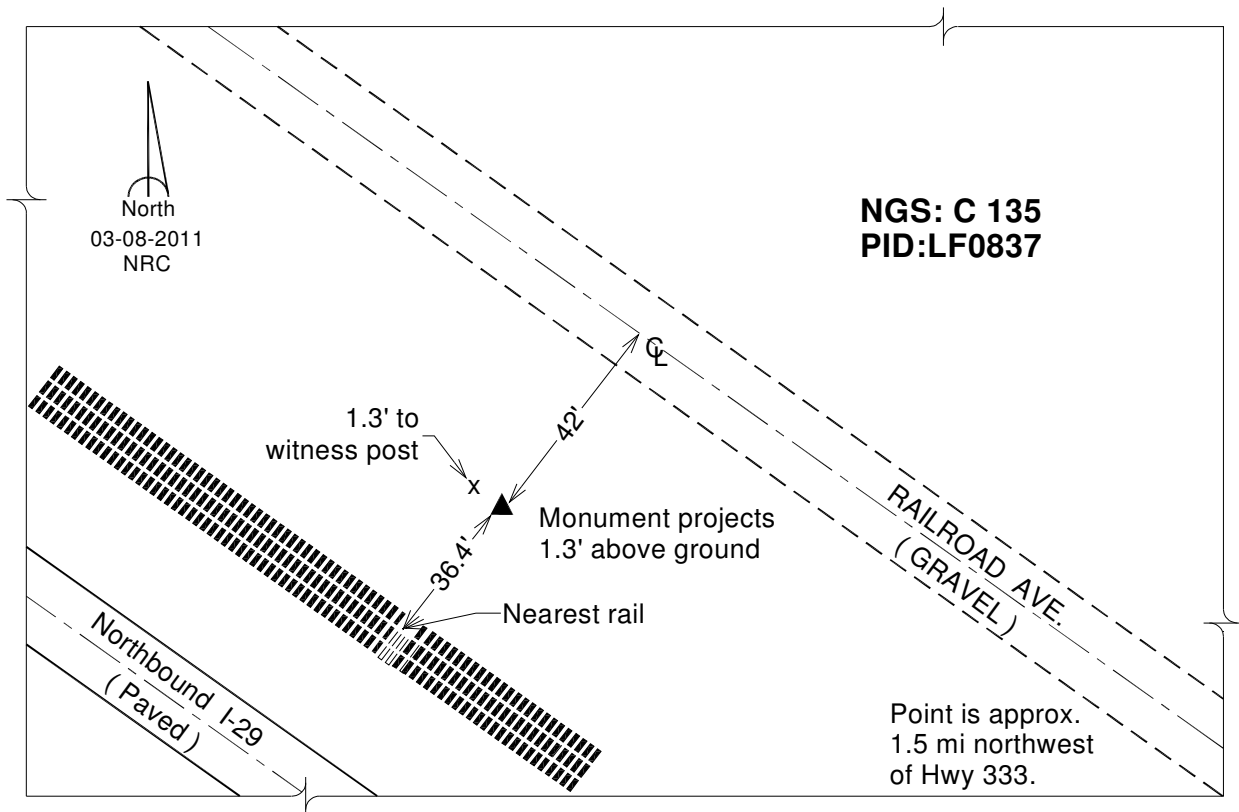 North
03-08-2011
NRC
NGS: C 135
PID:LF0837
CL
42'
1.3' to
witness post
x
Monument projects
1.3' above ground
36.4'
Nearest rail
RAILROAD AVE.
( GRAVEL )
Northbound I-29
( Paved )
Point is approx.
1.5 mi northwest
of Hwy 333.